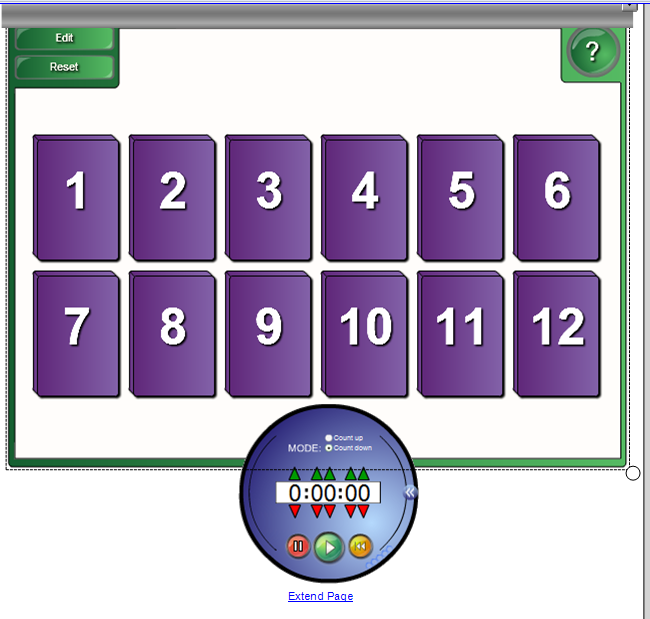 Edit
Reset
?
1 2 3 4 5 6
7 8 9 10 11 12
Count up
MODE: Count down
0:00:00
Extend Page